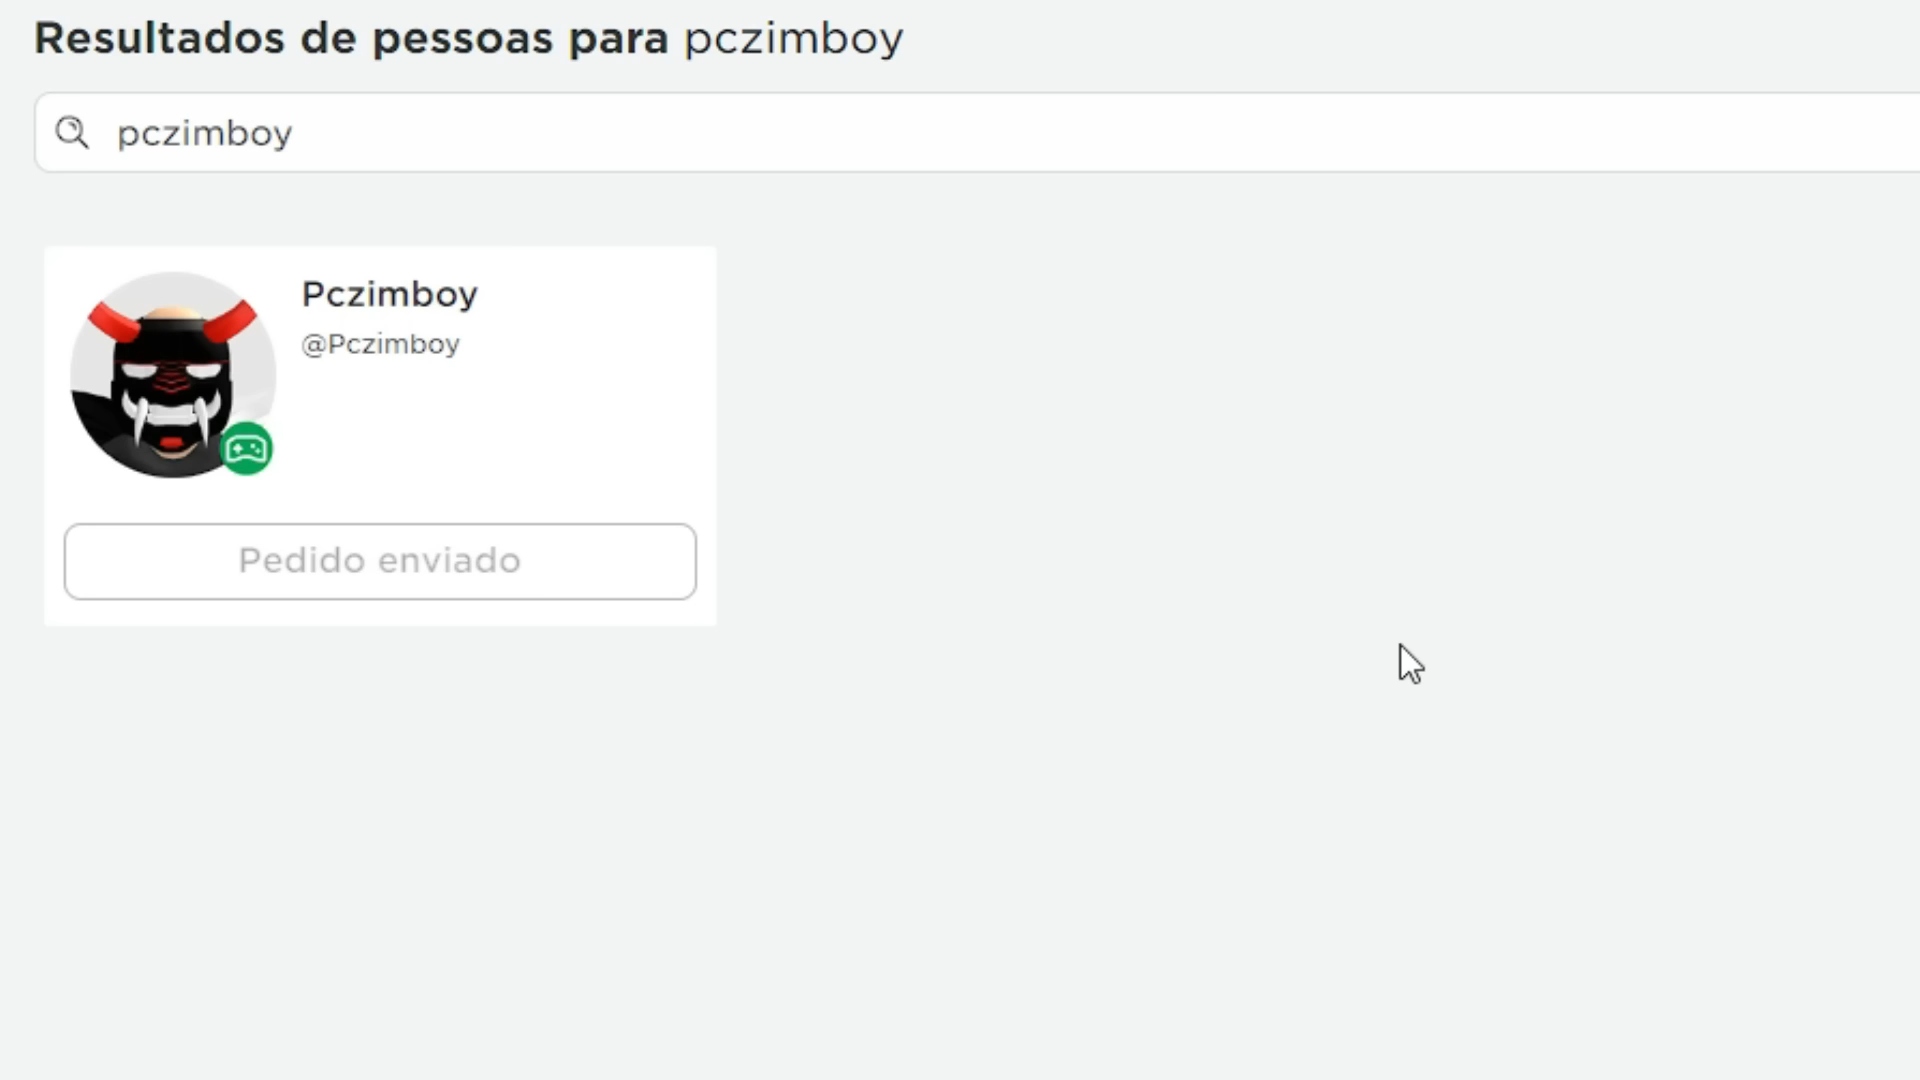 Resultados de pessoas para pczimboy
pczimboy
Pczimboy
@Pczimboy
Pedido enviado